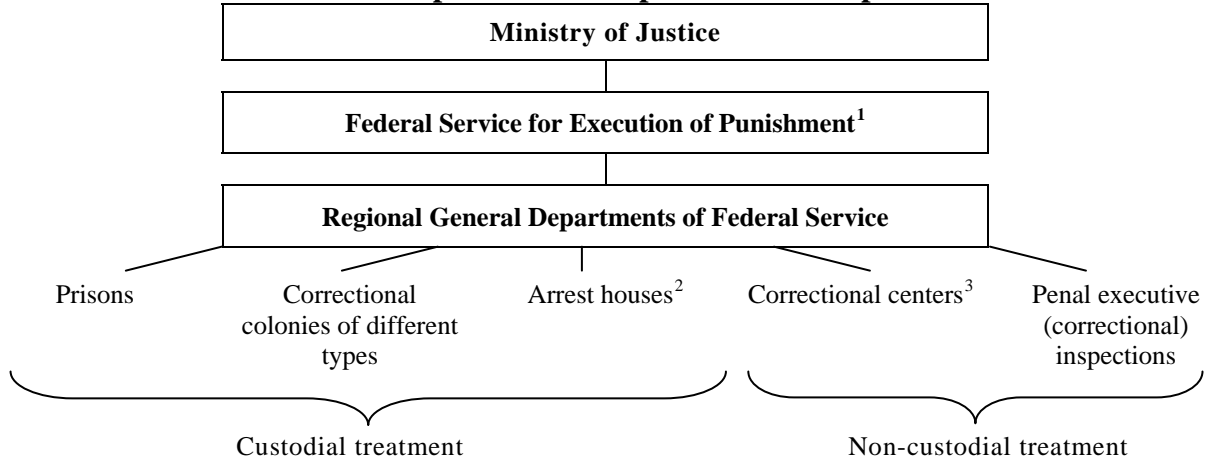 Ministry of Justice
Federal Service for Execution of Punishment¹
Regional General Departments of Federal Service
Prisons
Correctional
colonies of different
types
Arrest houses²
Correctional centers³
Penal executive
(correctional)
inspections
Custodial treatment
Non-custodial treatment